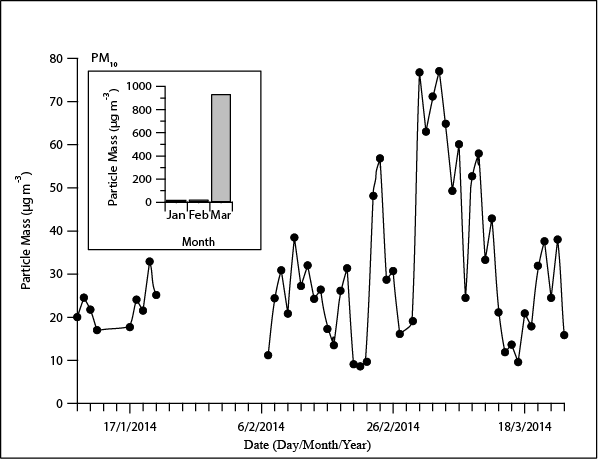 PM10
80
70
60
50
40
30
20
10
0
Particle Mass (µg m-3)
1000
800
600
400
200
0
Particle Mass (µg m-3)
Jan Feb Mar
Month
17/1/2014 6/2/2014 26/2/2014 18/3/2014
Date (Day/Month/Year)